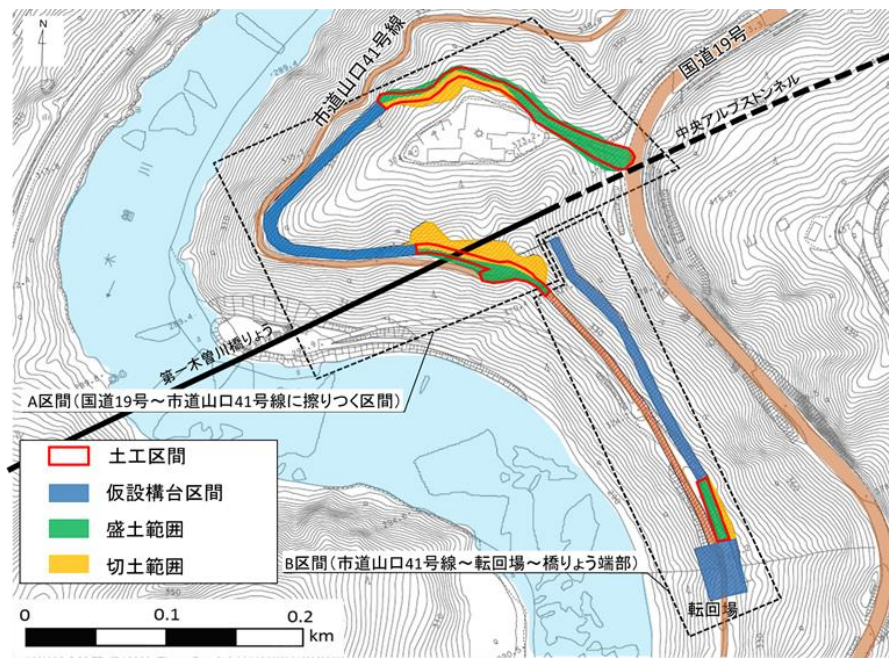 N
市道山口41号線
国道19号
中央アルプストンネル
木曽川
第一木曽川橋りょう
A区間(国道19号~市道山口41号線に擦りつく区間)
土工区間
仮設構台区間
盛土範囲
切土範囲
B区間(市道山口41号線~転回場~橋りょう端部)
転回場
0 0.1 0.2
km